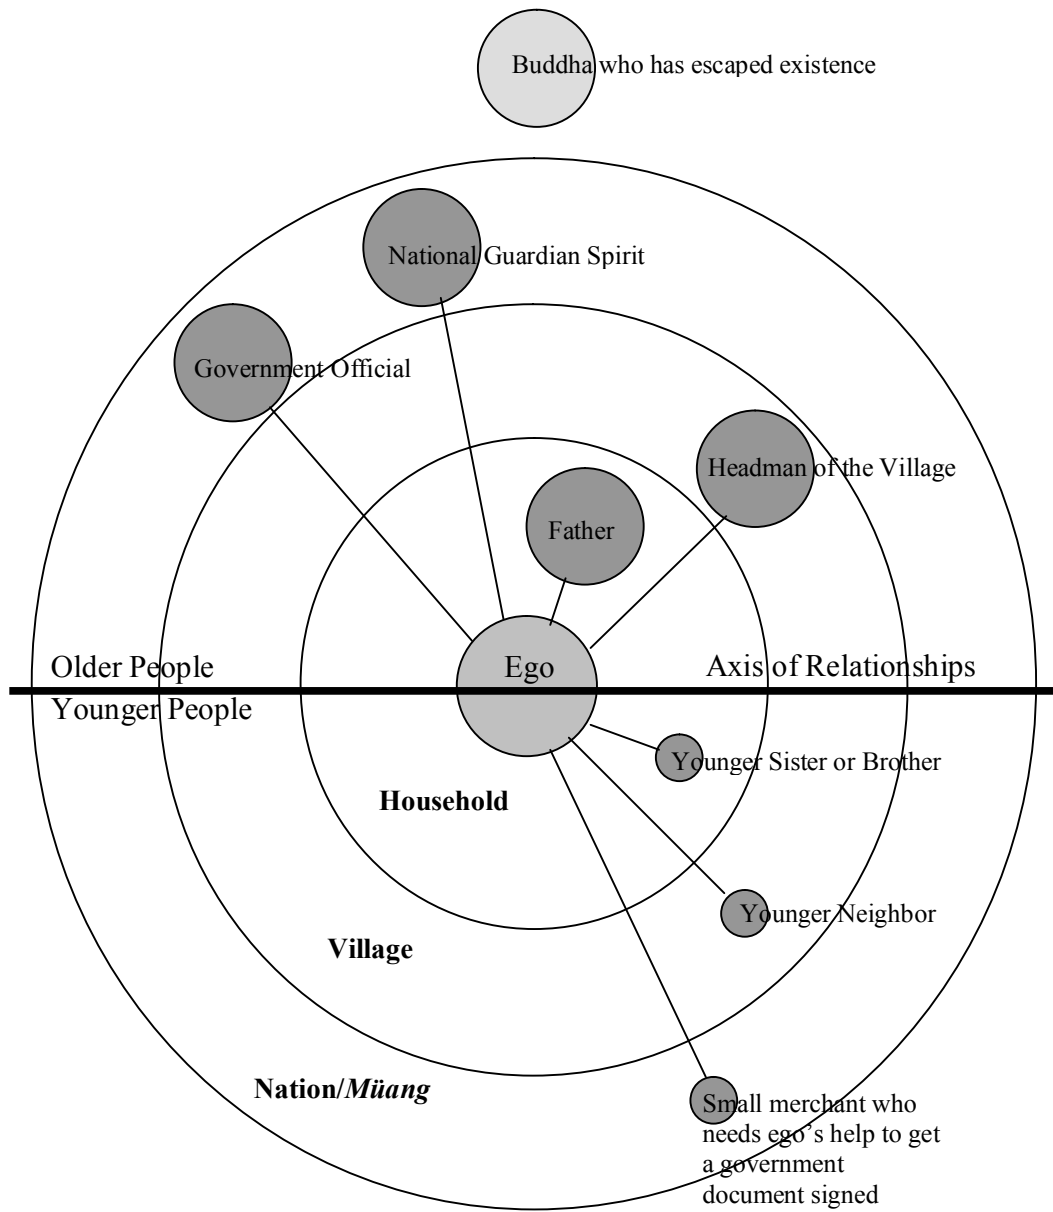 Buddha who has escaped existence
National Guardian Spirit
Government Official
Headman of the Village
Father
Ego
Older People
Axis of Relationships
Younger People
Younger Sister or Brother
Household
Younger Neighbor
Village
Nation/Müang
Small merchant who
needs ego's help to get
a government
document signed